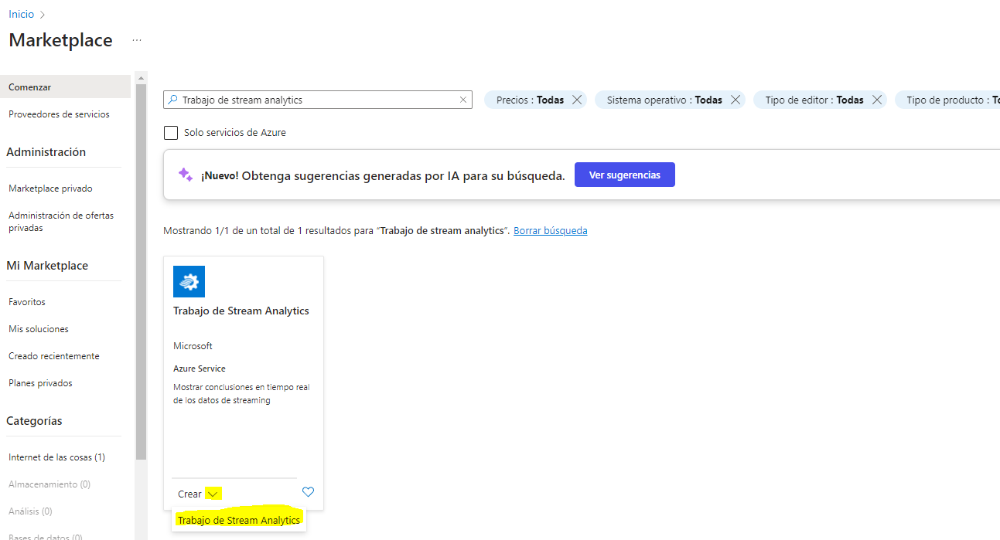 Inicio
Marketplace
Comenzar
Proveedores de servicios
Administración
Marketplace privado
Administración de ofertas
privadas
Mi Marketplace
Favoritos
Mis soluciones
Creado recientemente
Planes privados
Categorías
Internet de las cosas (1)
Almacenamiento (0)
Análisis (0)
Bases de datos (0)
Trabajo de stream analytics
Precios : Todas
Sistema operativo : Todas
Tipo de editor : Todas
Tipo de producto :
Solo servicios de Azure
¡Nuevo! Obtenga sugerencias generadas por IA para su búsqueda.
Ver sugerencias
Mostrando 1/1 de un total de 1 resultados para “Trabajo de stream analytics”. Borrar búsqueda
Trabajo de Stream Analytics
Microsoft
Azure Service
Mostrar conclusiones en tiempo real
de los datos de streaming
Crear
Trabajo de Stream Analytics